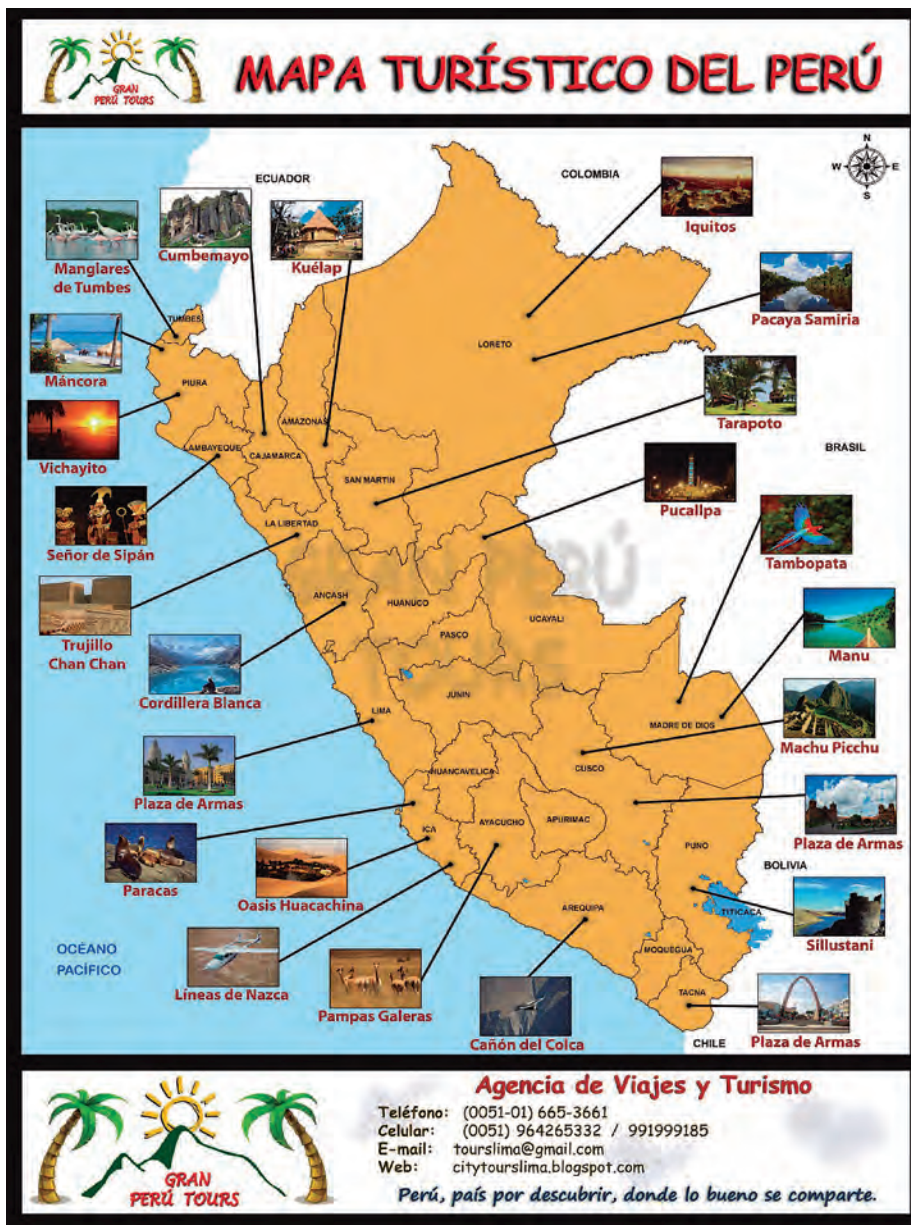 GRAN
PERÚ TOURS
MAPA TURÍSTICO DEL PERÚ
N
W E
S
ECUADOR
COLOMBIA
BRASIL
BOLIVIA
CHILE
OCÉANO
PACÍFICO
Manglares
de Tumbes
Cumbemayo
Kuélap
Iquitos
Pacaya Samiria
Máncora
Vichayito
Tarapoto
Señor de Sipán
Pucallpa
Tambopata
Trujillo
Chan Chan
Manu
Cordillera Blanca
Machu Picchu
Plaza de Armas
Plaza de Armas
Paracas
Oasis Huacachina
Sillustani
Líneas de Nazca
Pampas Galeras
Cañón del Colca
Plaza de Armas
TUMBES
PIURA
LORETO
AMAZONAS
LAMBAYEQUE
CAJAMARCA
SAN MARTIN
LA LIBERTAD
ANCASH
HUANUCO
UCAYALI
PASCO
JUNIN
LIMA
MADRE DE DIOS
HUANCAVELICA
CUSCO
ICA
AYACUCHO
APURIMAC
PUNO
TITICACA
AREQUIPA
MOQUEGUA
TACNA
GRAN PERÚ
TOURS
GRAN
PERÚ TOURS
Agencia de Viajes y Turismo
Teléfono: (0051-01) 665-3661
Celular: (0051) 964265332 / 991999185
E-mail: tourslima@gmail.com
Web: citytourslima.blogspot.com
Perú, país por descubrir, donde lo bueno se comparte.